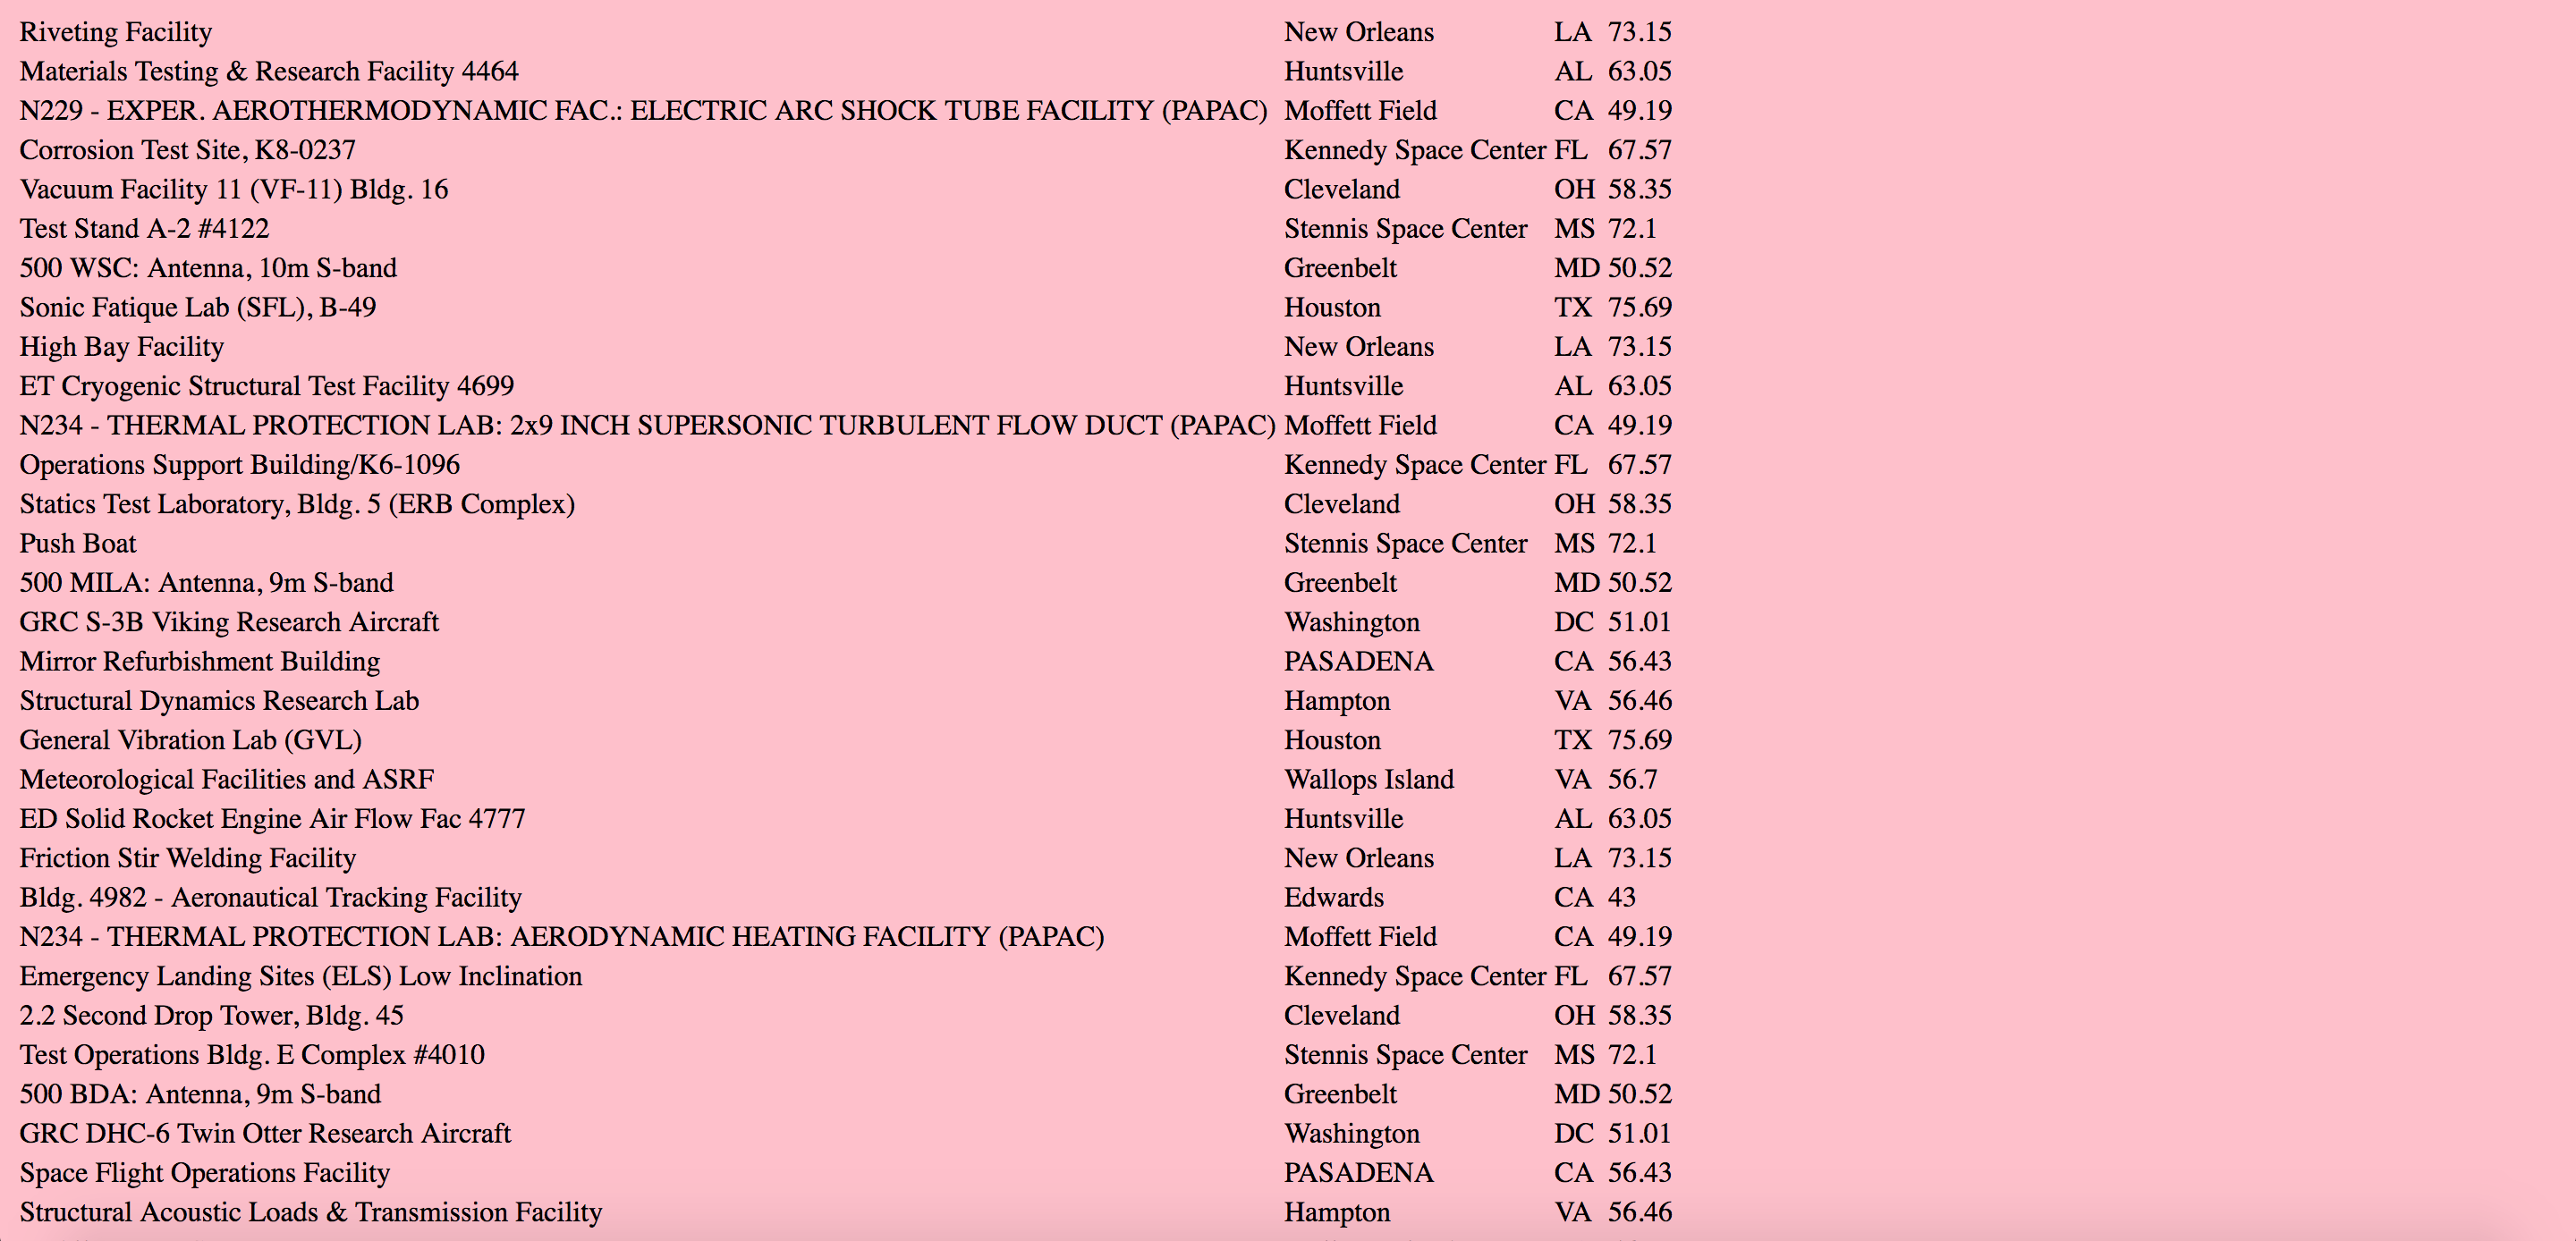 Riveting Facility New Orleans LA 73.15
Materials Testing & Research Facility 4464 Huntsville AL 63.05
N229 - EXPER. AEROTHERMODYNAMIC FAC.: ELECTRIC ARC SHOCK TUBE FACILITY (PAPAC) Moffett Field CA 49.19
Corrosion Test Site, K8-0237 Kennedy Space Center FL 67.57
Vacuum Facility 11 (VF-11) Bldg. 16 Cleveland OH 58.35
Test Stand A-2 #4122 Stennis Space Center MS 72.1
500 WSC: Antenna, 10m S-band Greenbelt MD 50.52
Sonic Fatique Lab (SFL), B-49 Houston TX 75.69
High Bay Facility New Orleans LA 73.15
ET Cryogenic Structural Test Facility 4699 Huntsville AL 63.05
N234 - THERMAL PROTECTION LAB: 2x9 INCH SUPERSONIC TURBULENT FLOW DUCT (PAPAC) Moffett Field CA 49.19
Operations Support Building/K6-1096 Kennedy Space Center FL 67.57
Statics Test Laboratory, Bldg. 5 (ERB Complex) Cleveland OH 58.35
Push Boat Stennis Space Center MS 72.1
500 MILA: Antenna, 9m S-band Greenbelt MD 50.52
GRC S-3B Viking Research Aircraft Washington DC 51.01
Mirror Refurbishment Building PASADENA CA 56.43
Structural Dynamics Research Lab Hampton VA 56.46
General Vibration Lab (GVL) Houston TX 75.69
Meteorological Facilities and ASRF Wallops Island VA 56.7
ED Solid Rocket Engine Air Flow Fac 4777 Huntsville AL 63.05
Friction Stir Welding Facility New Orleans LA 73.15
Bldg. 4982 - Aeronautical Tracking Facility Edwards CA 43
N234 - THERMAL PROTECTION LAB: AERODYNAMIC HEATING FACILITY (PAPAC) Moffett Field CA 49.19
Emergency Landing Sites (ELS) Low Inclination Kennedy Space Center FL 67.57
2.2 Second Drop Tower, Bldg. 45 Cleveland OH 58.35
Test Operations Bldg. E Complex #4010 Stennis Space Center MS 72.1
500 BDA: Antenna, 9m S-band Greenbelt MD 50.52
GRC DHC-6 Twin Otter Research Aircraft Washington DC 51.01
Space Flight Operations Facility PASADENA CA 56.43
Structural Acoustic Loads & Transmission Facility Hampton VA 56.46